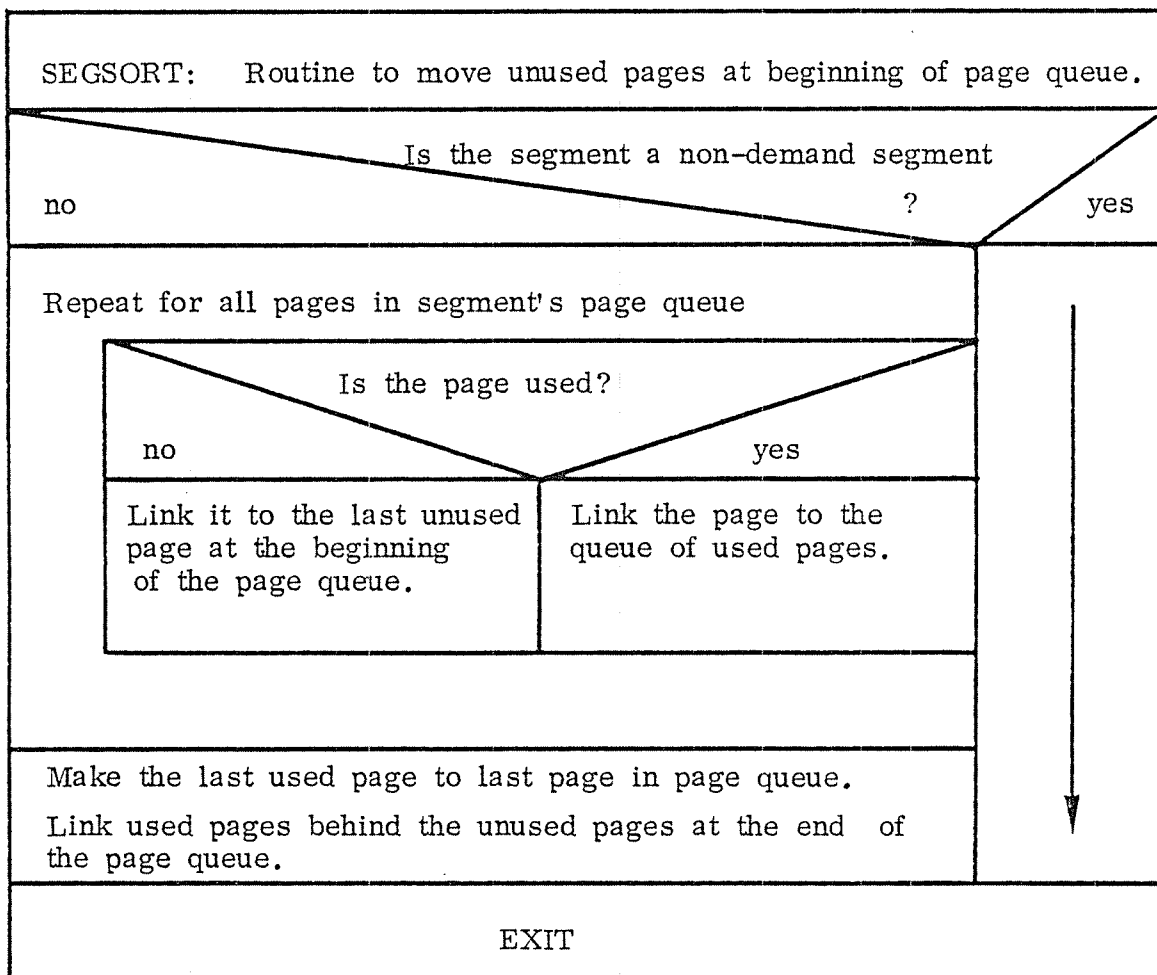 SEGSORT: Routine to move unused pages at beginning of page queue.
Is the segment a non-demand segment
no ? yes
Repeat for all pages in segment's page queue
Is the page used?
no yes
Link it to the last unused
page at the beginning
of the page queue.
Link the page to the
queue of used pages.
Make the last used page to last page in page queue.
Link used pages behind the unused pages at the end of
the page queue.
EXIT